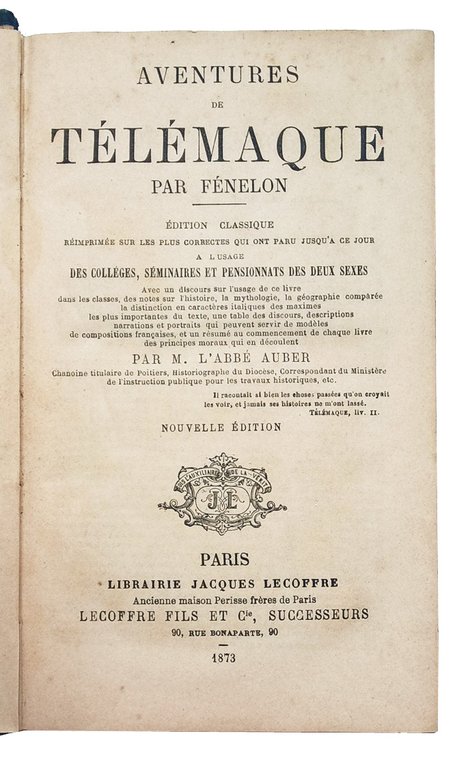 AVENTURES
DE
TÉLÉMAQUE
PAR FÉNELON
ÉDITION CLASSIQUE
RÉIMPRIMÉE SUR LES PLUS CORRECTES QUI ONT PARU JUSQU'A CE JOUR
A L'USAGE
DES COLLÉGES, SÉMINAIRES ET PENSIONNATS DES DEUX SEXES
Avec un discours sur l'usage de ce livre
dans les classes, des notes sur l'histoire, la mythologie, la géographie comparée
la distinction en caractères italiques des maximes
les plus importantes du texte, une table des discours, descriptions
narrations et portraits qui peuvent servir de modèles
de compositions françaises, et un résumé au commencement de chaque livre
des principes moraux qui en découlent
PAR M. L'ABBÉ AUBER
Chanoine titulaire de Poitiers, Historiographe du Diocèse, Correspondant du Ministère
de l'instruction publique pour les travaux historiques, etc.
Il racontait si bien les choses passées qu'on croyait
les voir, et jamais ses histoires ne m'ont lassé.
TÉLÉMAQUE, liv. II.
NOUVELLE ÉDITION
L'AUXILIAIRE DE LA VÉRITÉ
JL
PARIS
LIBRAIRIE JACQUES LECOFFRE
Ancienne maison Perisse frères de Paris
LECOFFRE FILS ET Cie, SUCCESSEURS
90, RUE BONAPARTE, 90
1873